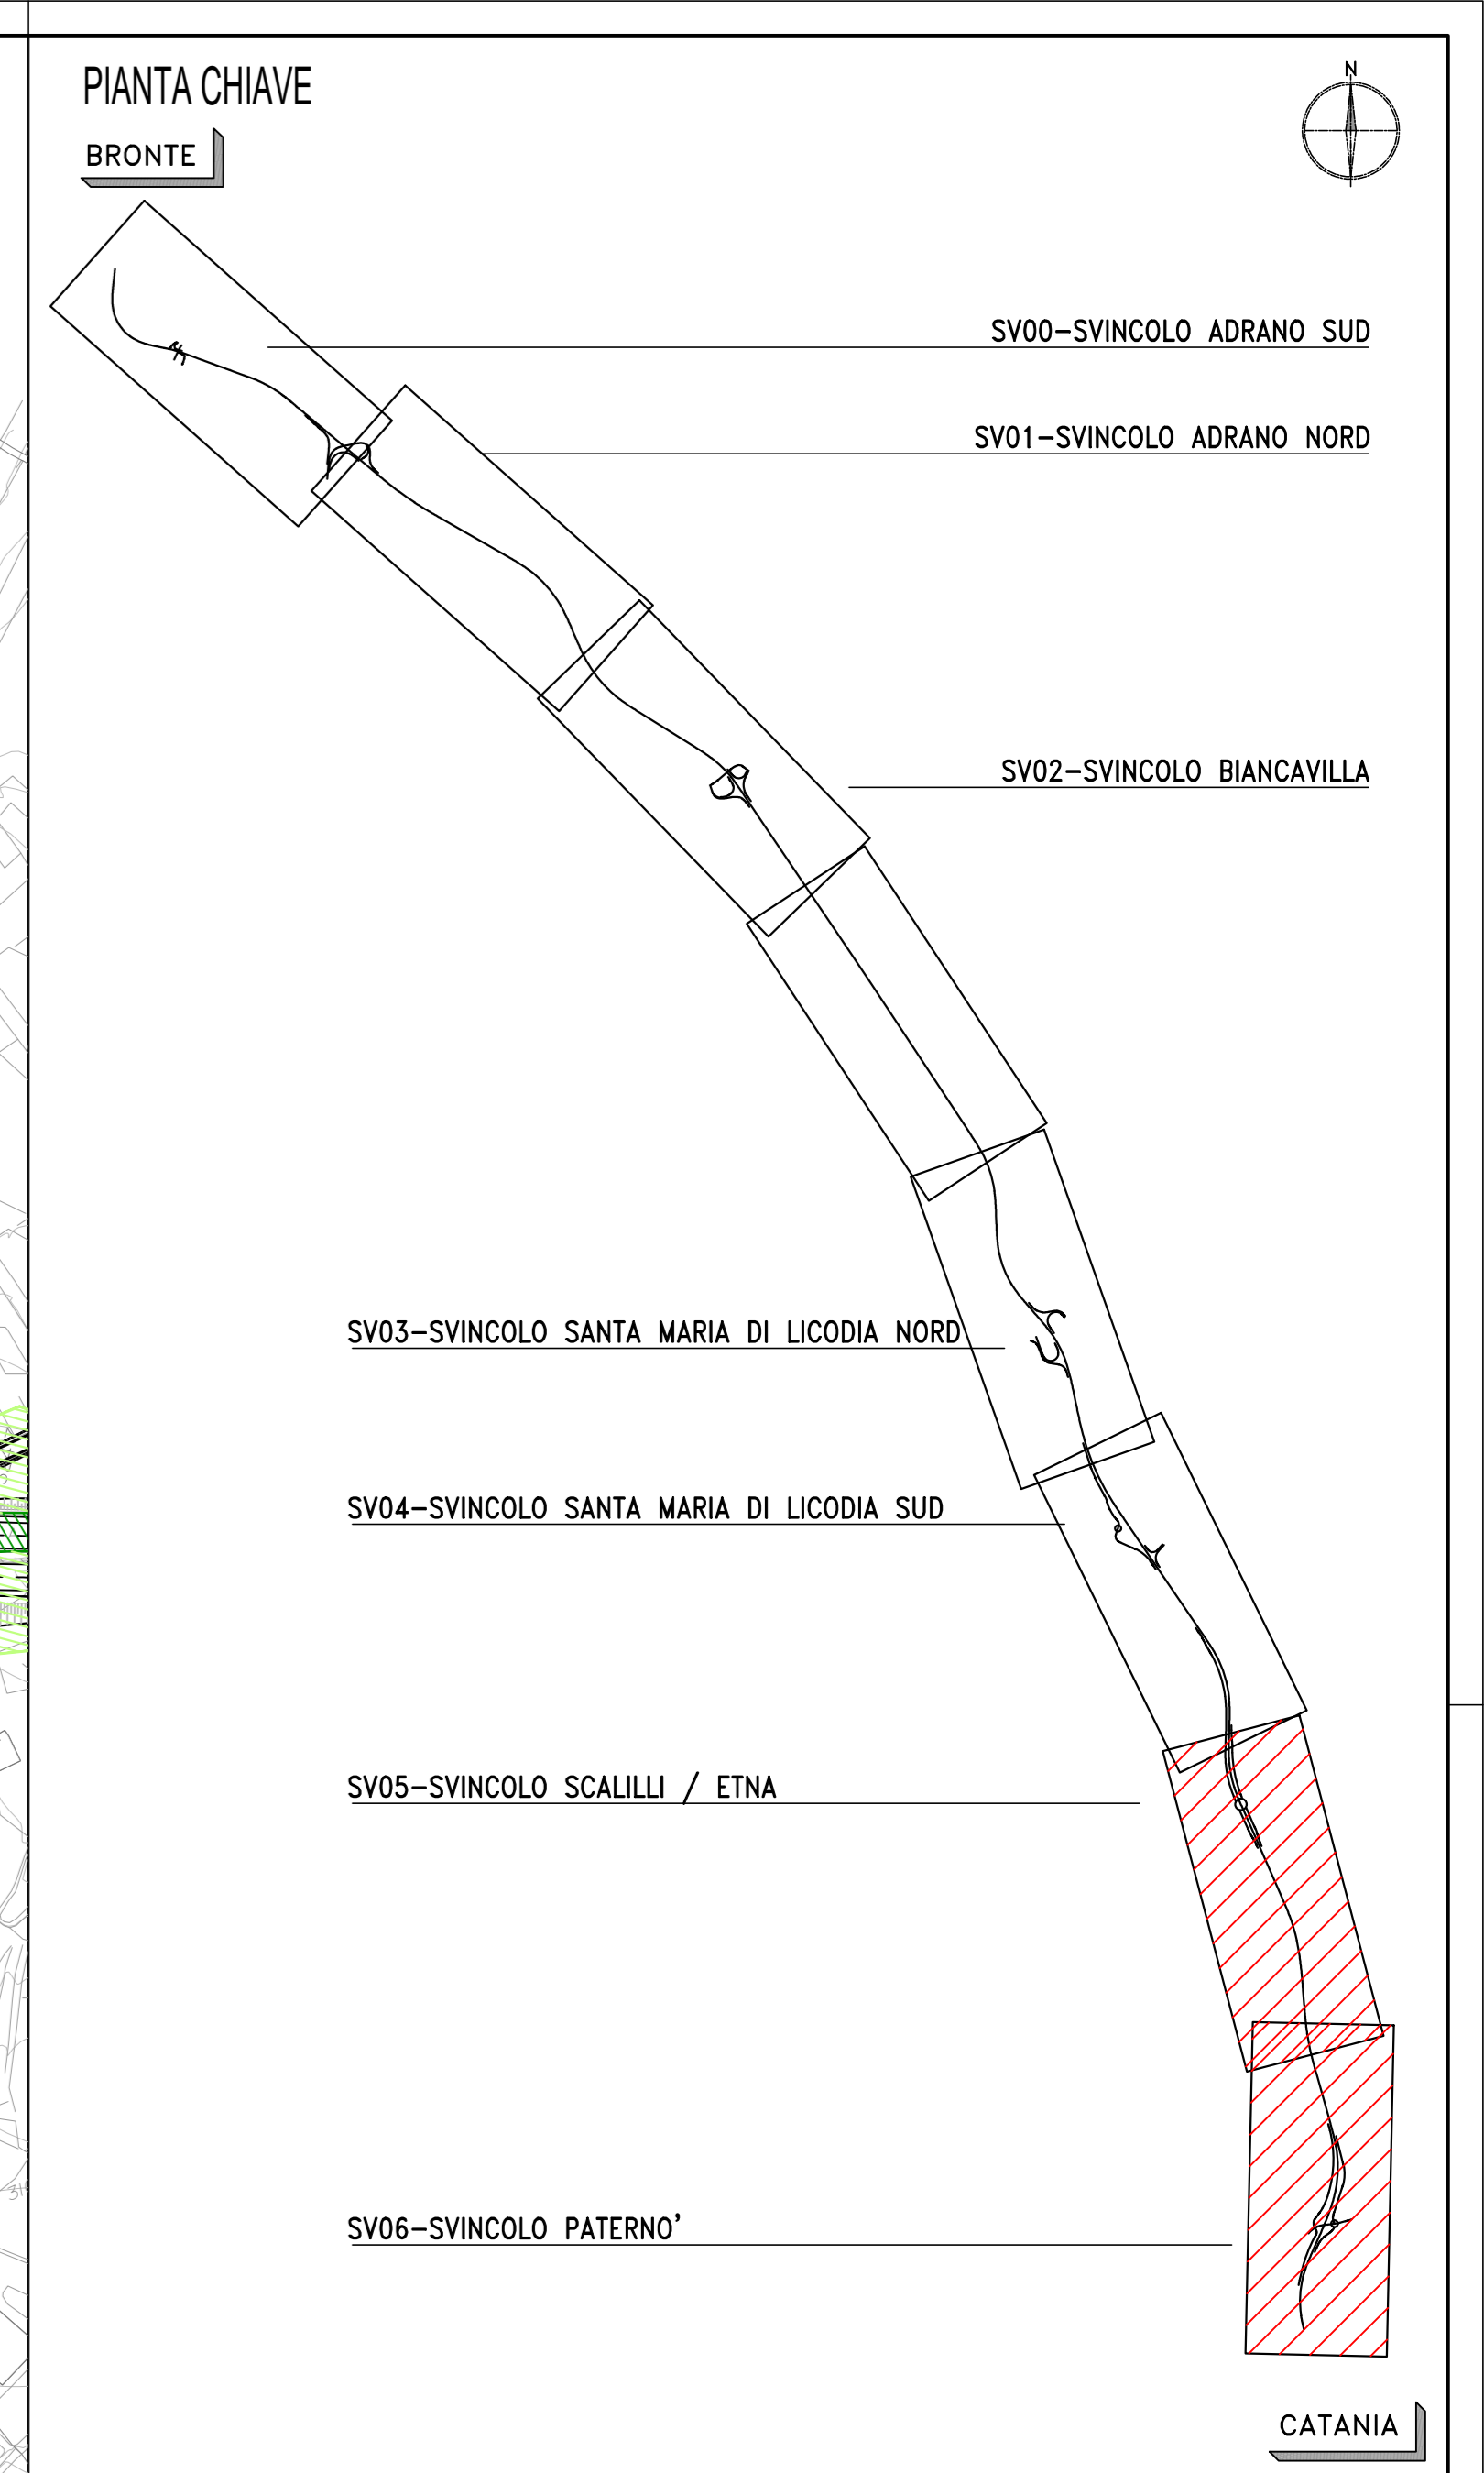 PIANTA CHIAVE
N
BRONTE
SV00-SVINCOLO ADRANO SUD
SV01-SVINCOLO ADRANO NORD
SV02-SVINCOLO BIANCAVILLA
SV03-SVINCOLO SANTA MARIA DI LICODIA NORD
SV04-SVINCOLO SANTA MARIA DI LICODIA SUD
SV05-SVINCOLO SCALILLI / ETNA
SV06-SVINCOLO PATERNO'
CATANIA